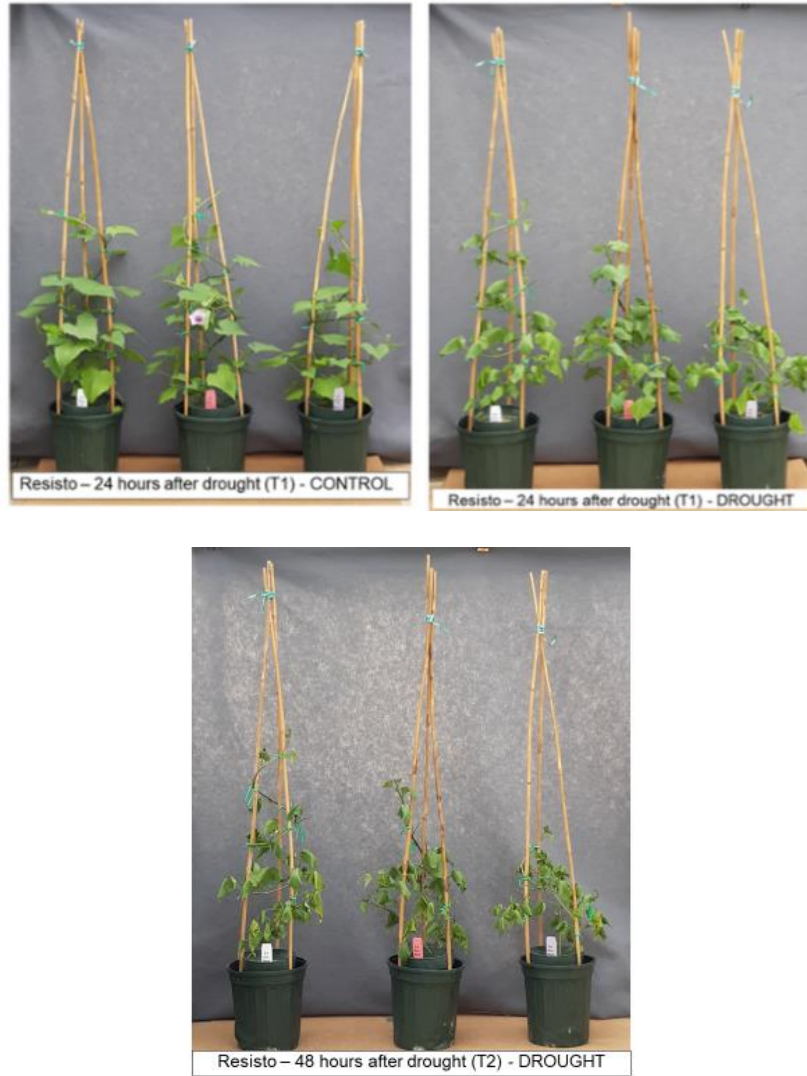 Resisto – 24 hours after drought (T1) - CONTROL
Resisto – 24 hours after drought (T1) - DROUGHT
Resisto – 48 hours after drought (T2) - DROUGHT